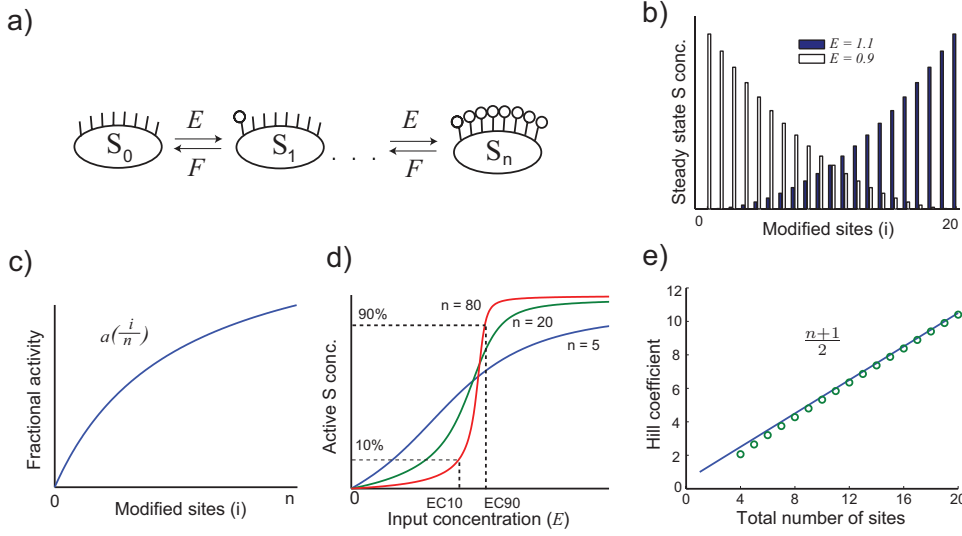 a)
S0
E
F
S1
. . .
E
F
Sn
b)
Steady state S conc.
E = 1.1
E = 0.9
0
20
Modified sites (i)
c)
Fractional activity
a(i/n)
0
n
Modified sites (i)
d)
Active S conc.
90%
10%
n = 80
n = 20
n = 5
0
EC10
EC90
Input concentration (E)
e)
Hill coefficient
12
10
8
6
4
2
0
n+1
2
0
4
8
12
16
20
Total number of sites